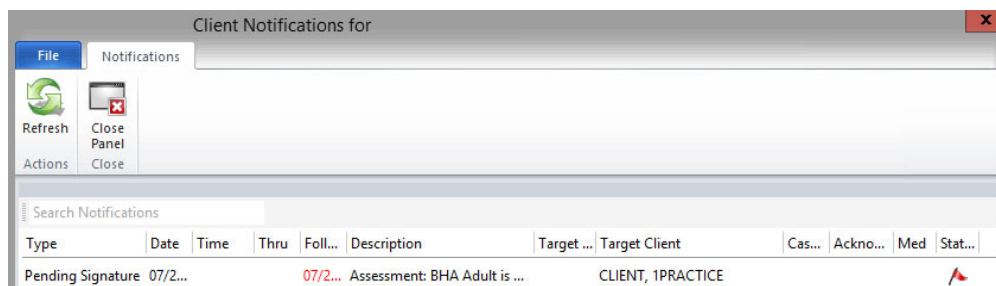 Client Notifications for
x
File Notifications
Refresh Close
Panel
Actions Close
Search Notifications
Type Date Time Thru Foll... Description Target ... Target Client Cas... Ackno... Med Stat...
Pending Signature 07/2... 07/2... Assessment: BHA Adult is ... CLIENT, 1PRACTICE